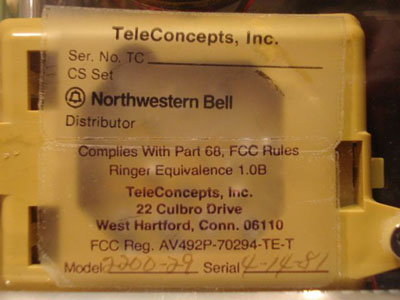 TeleConcepts, Inc.
Ser. No. TC
CS Set
Northwestern Bell
Distributor
Complies With Part 68, FCC Rules
Ringer Equivalence 1.0B
TeleConcepts, Inc.
22 Culbro Drive
West Hartford, Conn. 06110
FCC Reg. AV492P-70294-TE-T
Model 2200-29 Serial 4-14-81